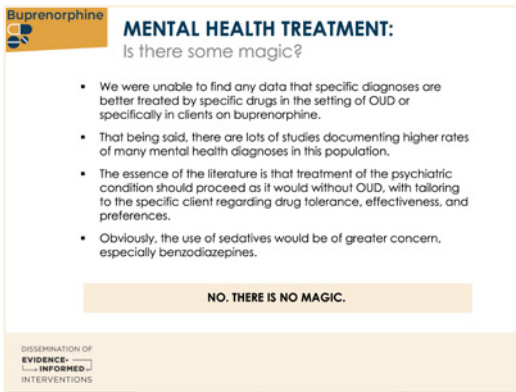 Buprenorphine
MENTAL HEALTH TREATMENT:
Is there some magic?
▪ We were unable to find any data that specific diagnoses are
better treated by specific drugs in the setting of OUD or
specifically in clients on buprenorphine.
▪ That being said, there are lots of studies documenting higher rates
of many mental health diagnoses in this population.
▪ The essence of the literature is that treatment of the psychiatric
condition should proceed as it would without OUD, with tailoring
to the specific client regarding drug tolerance, effectiveness, and
preferences.
▪ Obviously, the use of sedatives would be of greater concern,
especially benzodiazepines.
NO. THERE IS NO MAGIC.
DISSEMINATION OF
EVIDENCE-
INFORMED
INTERVENTIONS